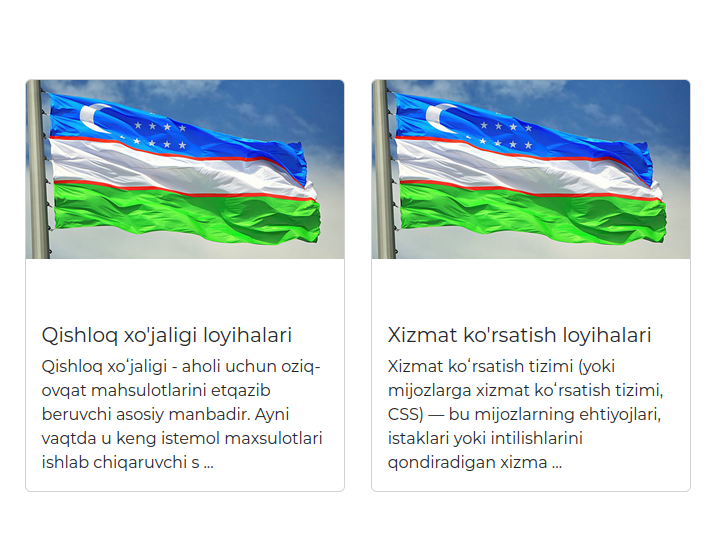 Qishloq xo'jaligi loyihalari
Qishloq xoʻjaligi - aholi uchun oziq-
ovqat mahsulotlarini etqazib
beruvchi asosiy manbadir. Ayni
vaqtda u keng istemol maxsulotlari
ishlab chiqaruvchi s ...
Xizmat ko'rsatish loyihalari
Xizmat koʻrsatish tizimi (yoki
mijozlarga xizmat koʻrsatish tizimi,
CSS) — bu mijozlarning ehtiyojlari,
istaklari yoki intilishlarini
qondiradigan xizma ...